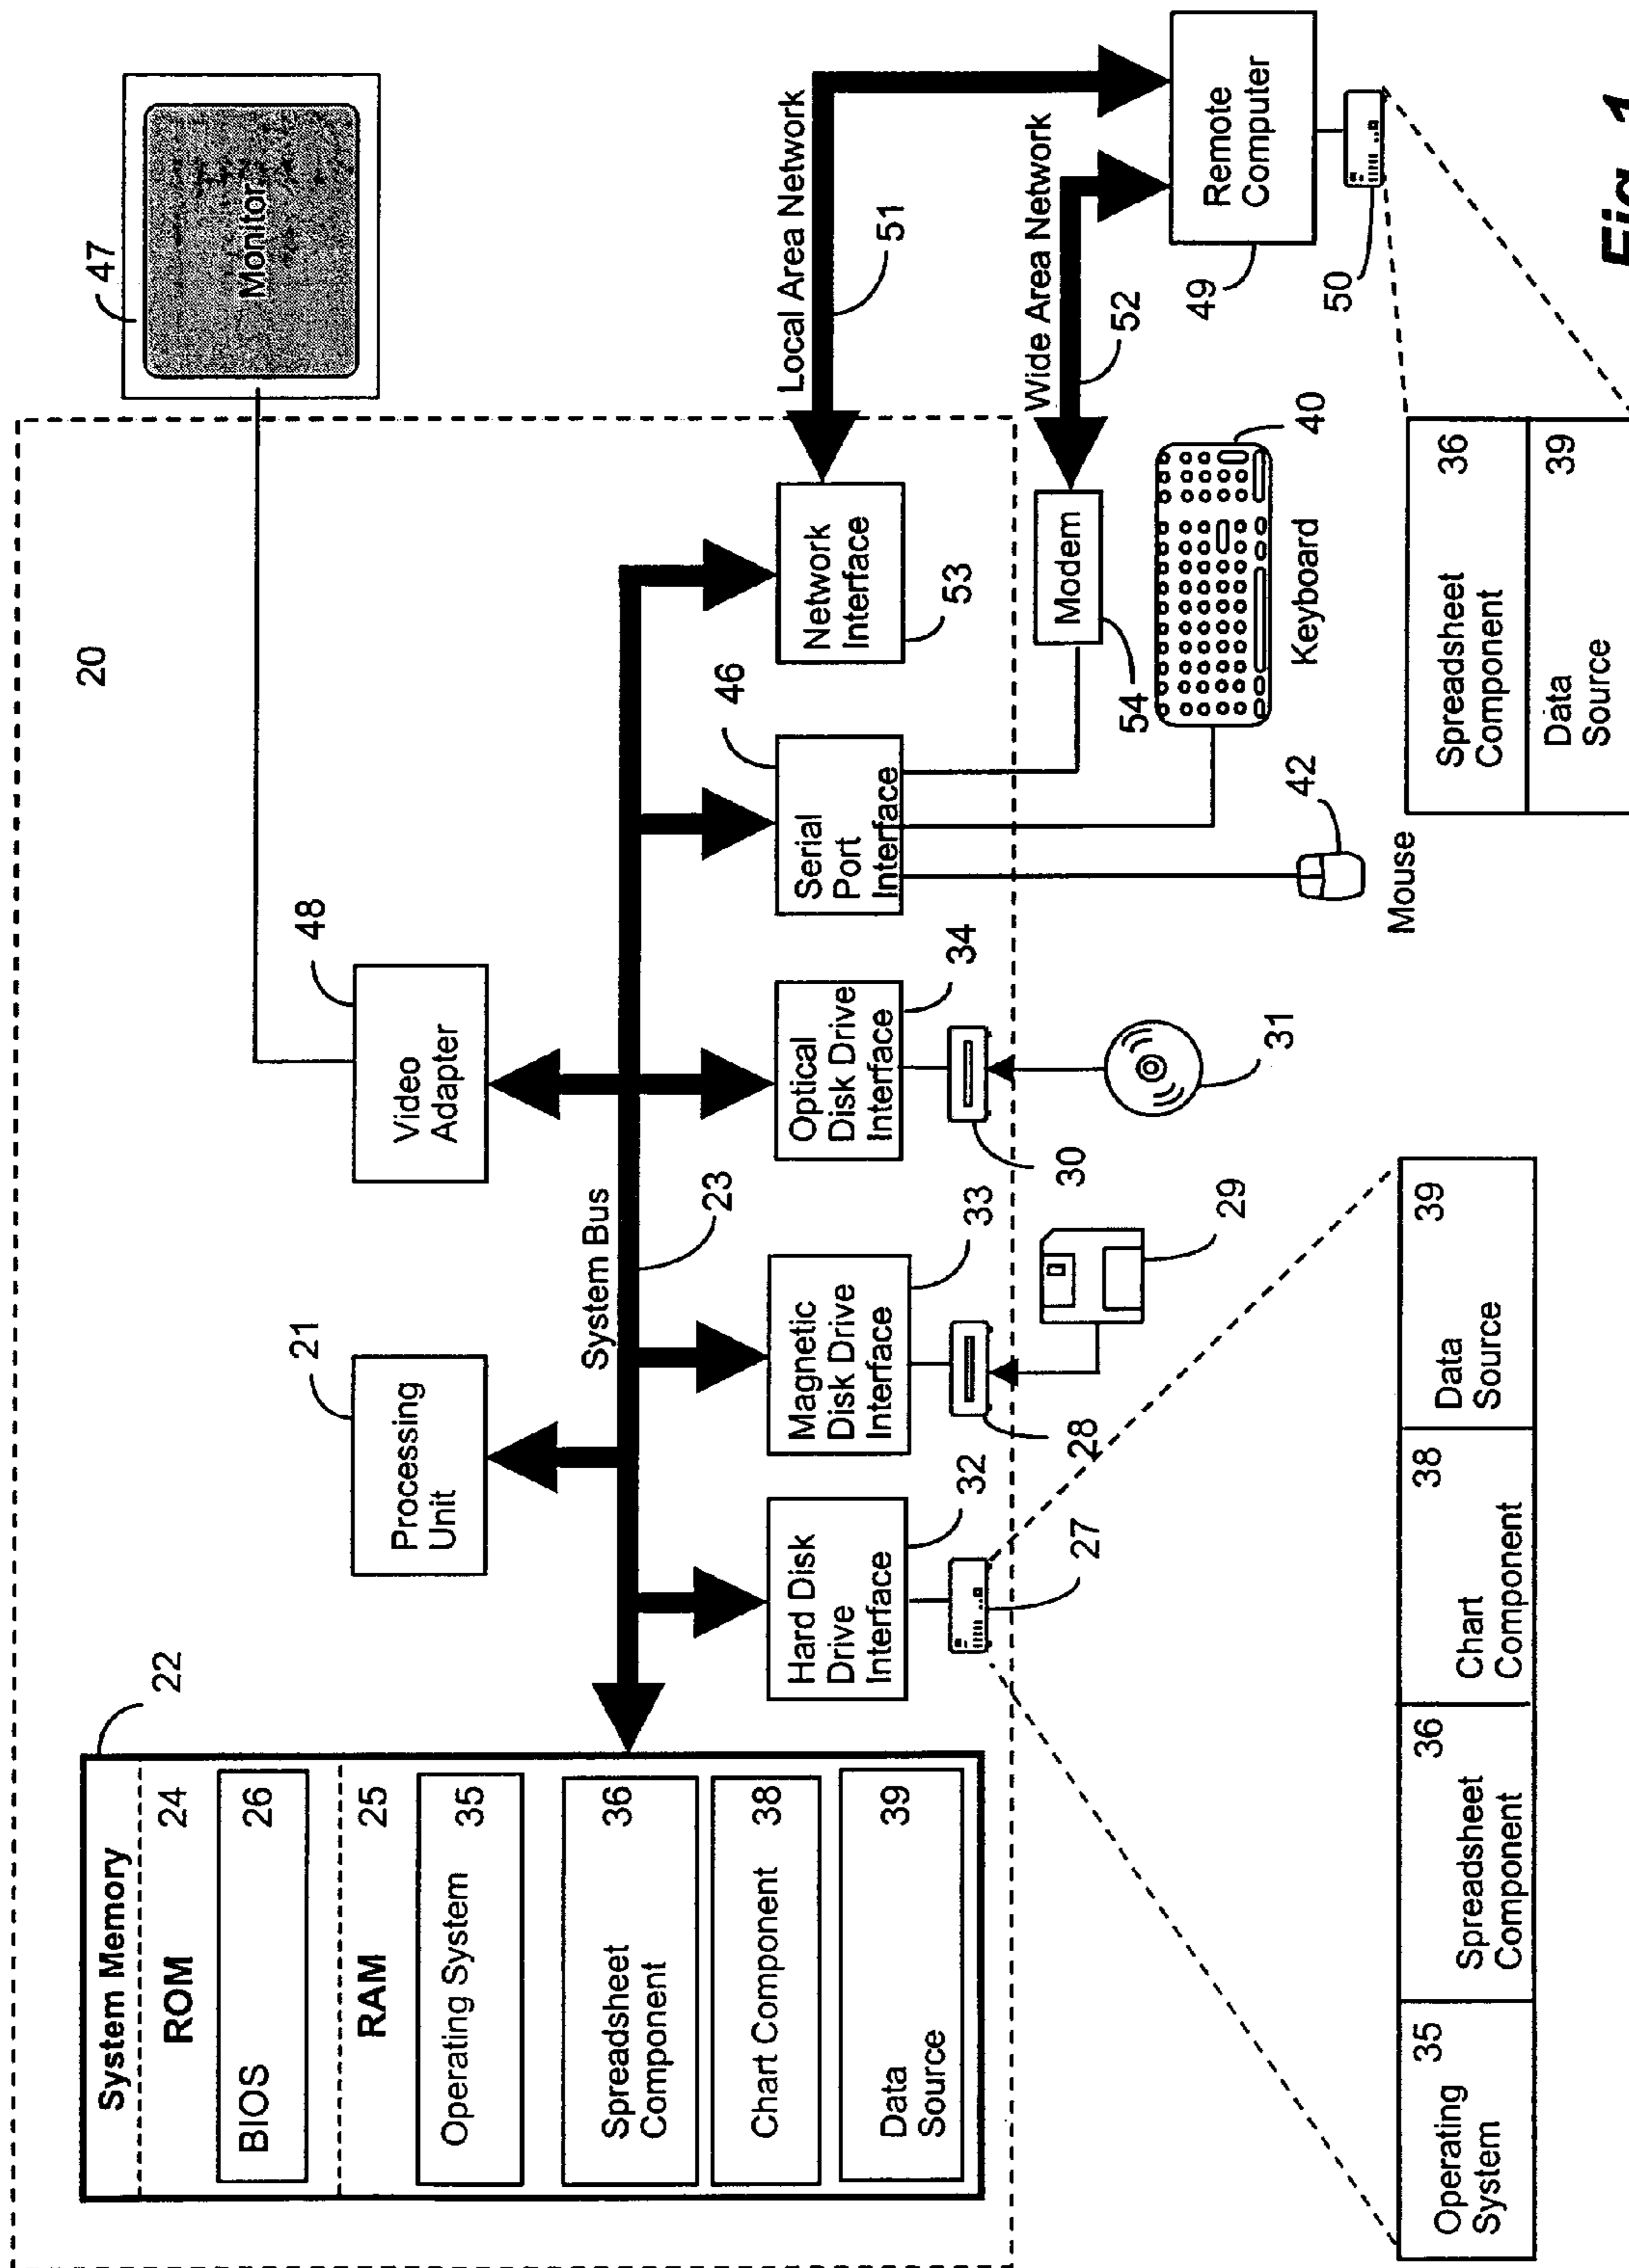 20
47
Monitor
System Memory
22
ROM
24
BIOS
26
RAM
25
Operating System
35
Spreadsheet
Component
36
Chart Component
38
Data
Source
39
21
Processing
Unit
48
Video
Adapter
System Bus
23
Hard Disk
Drive
Interface
32
Magnetic
Disk Drive
Interface
33
Optical
Disk Drive
Interface
34
Serial
Port
Interface
46
Network
Interface
53
Local Area Network
51
Wide Area Network
52
Modem
54
Remote
Computer
49
50
27
28
29
30
31
Mouse
42
Keyboard
40
Operating
System
35
Spreadsheet
Component
36
Chart
Component
38
Data
Source
39
Spreadsheet
Component
36
Data
Source
39
Fig. 1